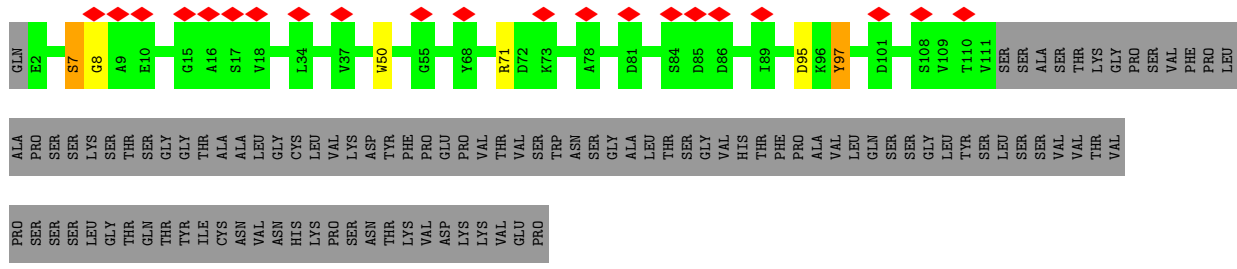 GLN E2 S7 G8 A9 E10 G15 A16 S17 V18 L34 V37 W50 G55 Y68 R71 D72 K73 A78 D81 S84 D85 D86 I89 D95 K96 Y97 D101 S108 V109 T110 V111 SER SER ALA SER THR LYS GLY PRO SER VAL PHE PRO LEU
ALA PRO SER SER LYS SER THR SER GLY GLY THR ALA ALA LEU GLY CYS LEU VAL LYS ASP TYR PHE PRO GLU PRO VAL THR VAL SER TRP ASN SER GLY ALA LEU THR SER GLY VAL HIS THR PHE PRO ALA VAL LEU GLN SER SER GLY LEU TYR SER LEU SER SER VAL VAL THR VAL
PRO SER SER SER LEU GLY THR GLN THR TYR ILE CYS ASN VAL ASN HIS LYS PRO SER ASN THR LYS VAL ASP LYS LYS VAL GLU PRO